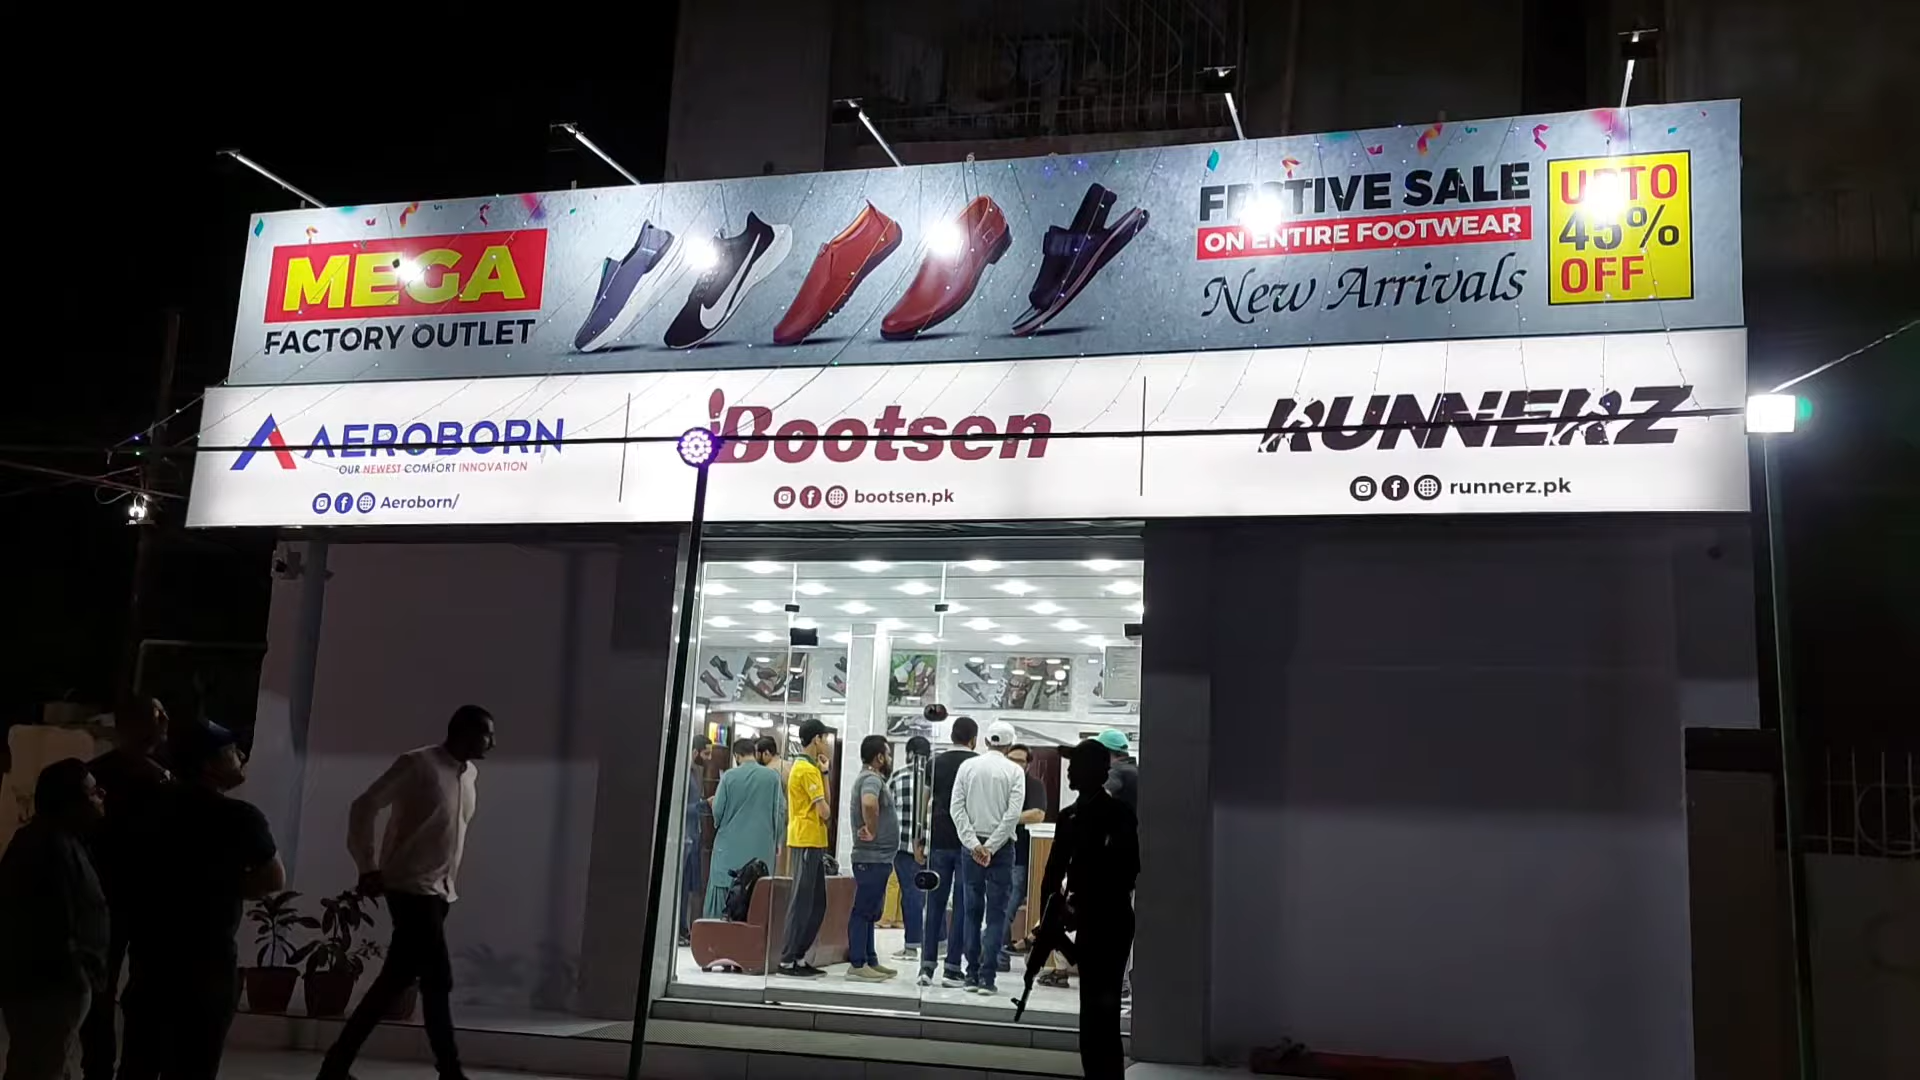 MEGA
FACTORY OUTLET
FESTIVE SALE
ON ENTIRE FOOTWEAR
New Arrivals
UPTO
45%
OFF
AEROBORN
OUR NEWEST COMFORT INNOVATION
Aeroborn/
Bootsen
bootsen.pk
RUNNERZ
runnerz.pk